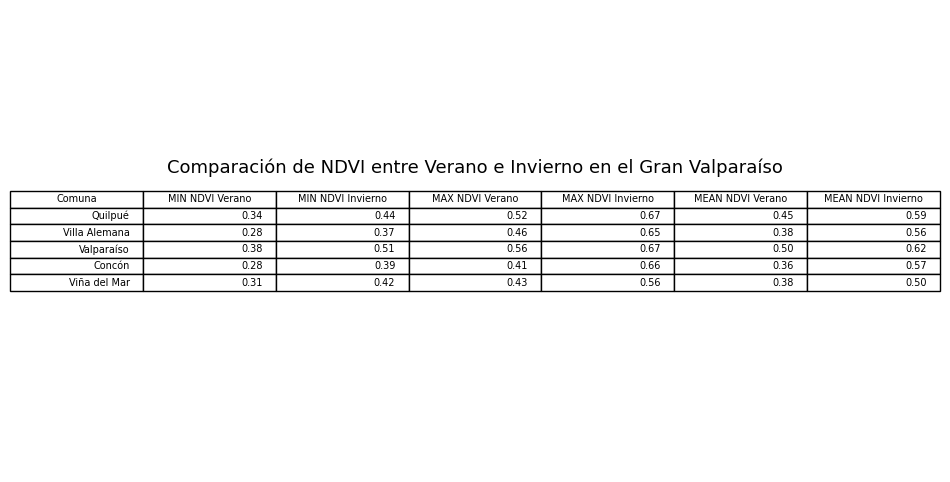 Comparación de NDVI entre Verano e Invierno en el Gran Valparaíso
Comuna MIN NDVI Verano MIN NDVI Invierno MAX NDVI Verano MAX NDVI Invierno MEAN NDVI Verano MEAN NDVI Invierno
Quilpué 0.34 0.44 0.52 0.67 0.45 0.59
Villa Alemana 0.28 0.37 0.46 0.65 0.38 0.56
Valparaíso 0.38 0.51 0.56 0.67 0.50 0.62
Concón 0.28 0.39 0.41 0.66 0.36 0.57
Viña del Mar 0.31 0.42 0.43 0.56 0.38 0.50